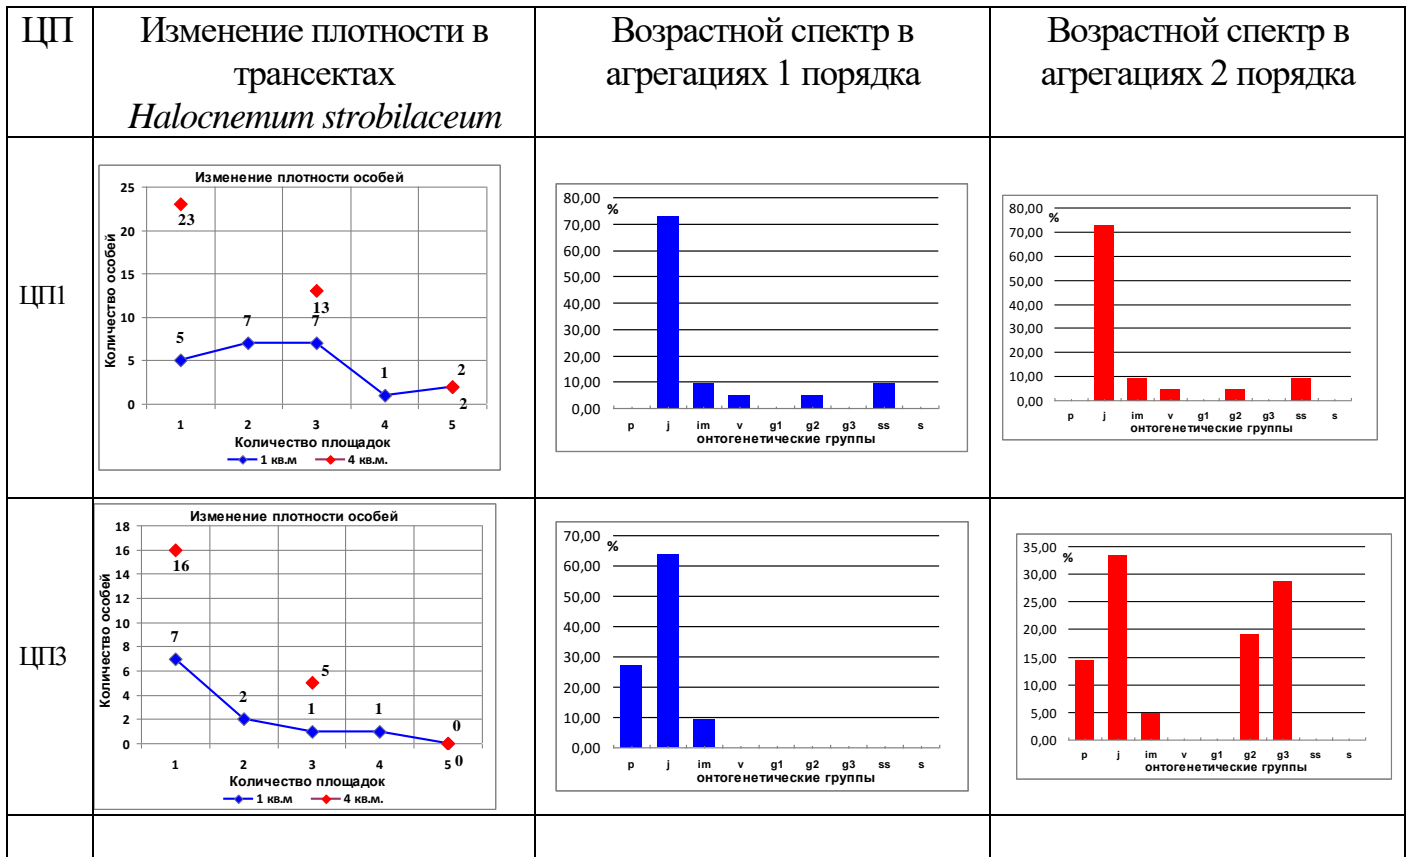 ЦП
Изменение плотности в
трансектах
Halocnemum strobilaceum
Возрастной спектр в
агрегациях 1 порядка
Возрастной спектр в
агрегациях 2 порядка
ЦП1
Изменение плотности особей
Количество особей
25
20
15
10
5
0
23
13
5
7
7
1
2
2
1 2 3 4 5
Количество площадок
1 кв.м 4 кв.м.
%
80,00
70,00
60,00
50,00
40,00
30,00
20,00
10,00
0,00
p j im v g1 g2 g3 ss s
онтогенетические группы
%
80,00
70,00
60,00
50,00
40,00
30,00
20,00
10,00
0,00
p j im v g1 g2 g3 ss s
онтогенетические группы
ЦП3
Изменение плотности особей
Количество особей
18
16
14
12
10
8
6
4
2
0
16
7
2
5
1
1
0
0
1 2 3 4 5
Количество площадок
1 кв.м 4 кв.м.
%
70,00
60,00
50,00
40,00
30,00
20,00
10,00
0,00
p j im v g1 g2 g3 ss s
онтогенетические группы
%
35,00
30,00
25,00
20,00
15,00
10,00
5,00
0,00
p j im v g1 g2 g3 ss s
онтогенетические группы